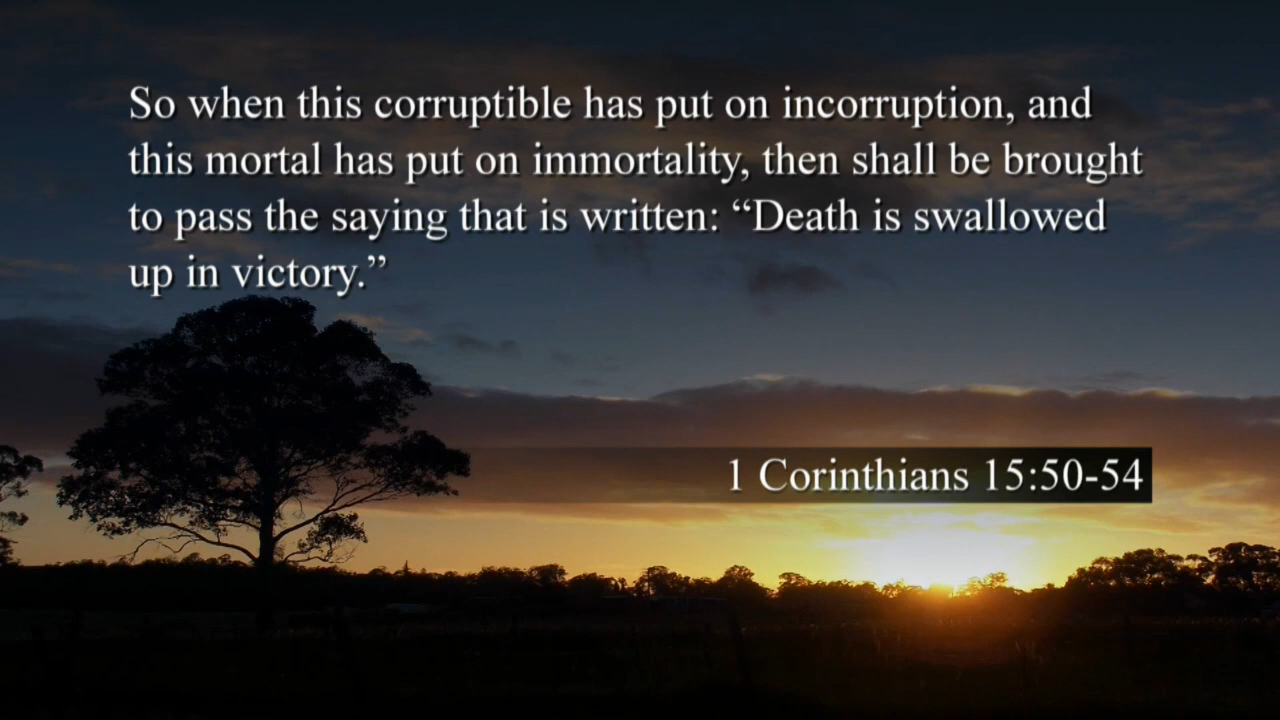 So when this corruptible has put on incorruption, and
this mortal has put on immortality, then shall be brought
to pass the saying that is written: “Death is swallowed
up in victory.”
1 Corinthians 15:50-54